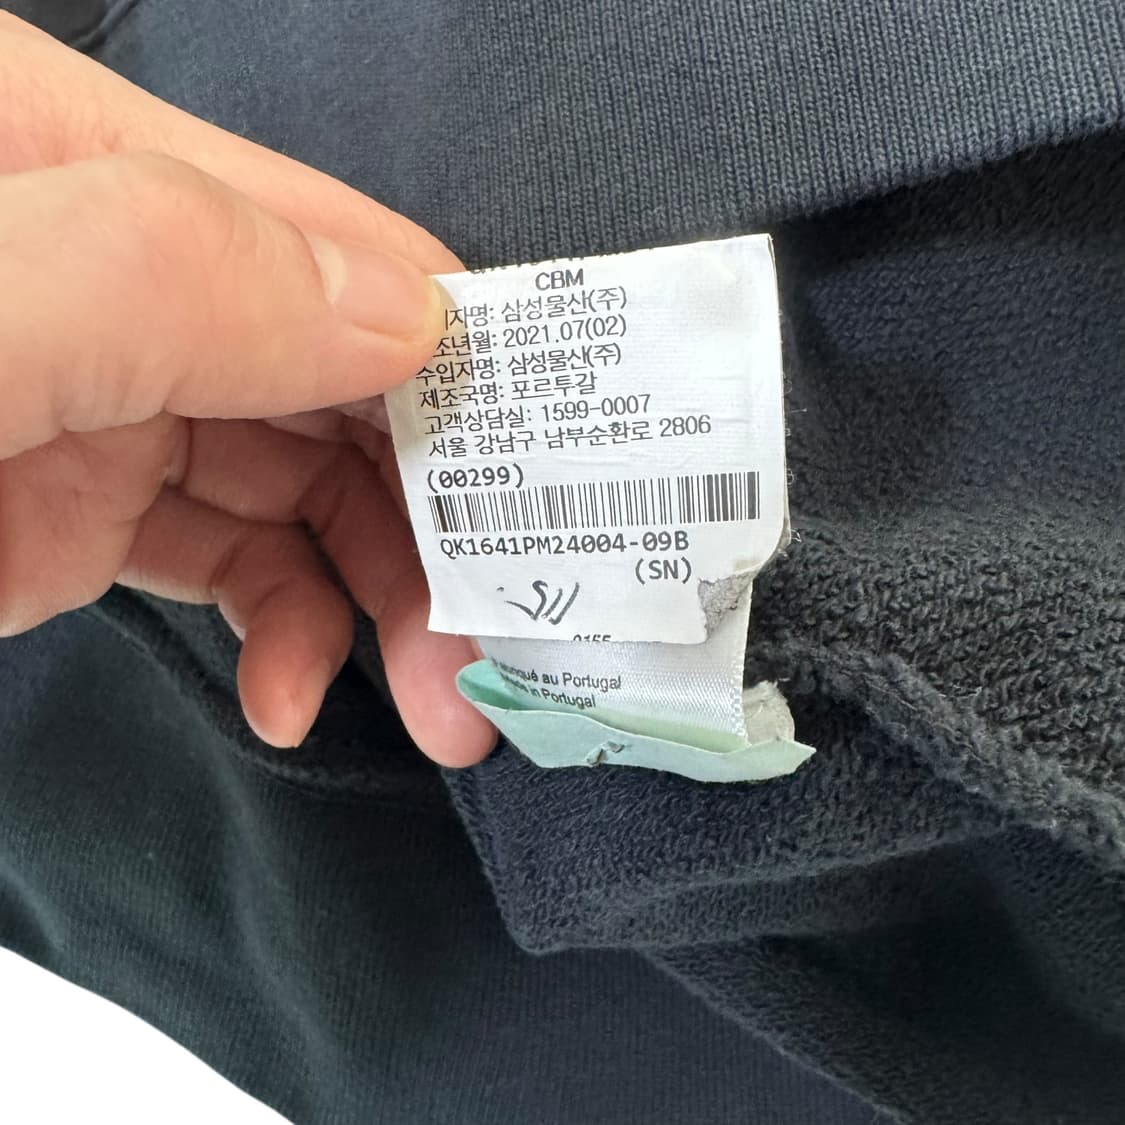 CBM
자명: 삼성물산(주)
조년월: 2021.07(02)
수입자명: 삼성물산(주)
제조국명: 포르투갈
고객상담실: 1599-0007
서울 강남구 남부순환로 2806
(00299)
QK1641PM24004-09B
(SN)
au Portugal
in Portugal